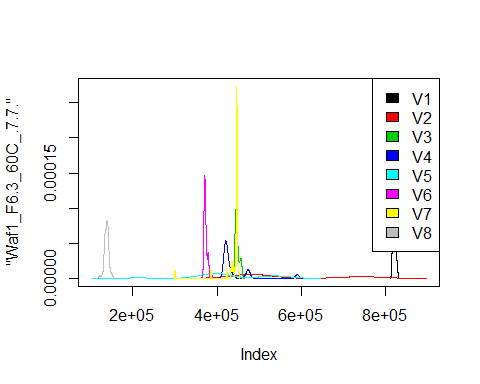 "Waf1_F6.3_60C_.7.7."
0.00000
0.00015
2e+05
4e+05
6e+05
8e+05
Index
V1
V2
V3
V4
V5
V6
V7
V8